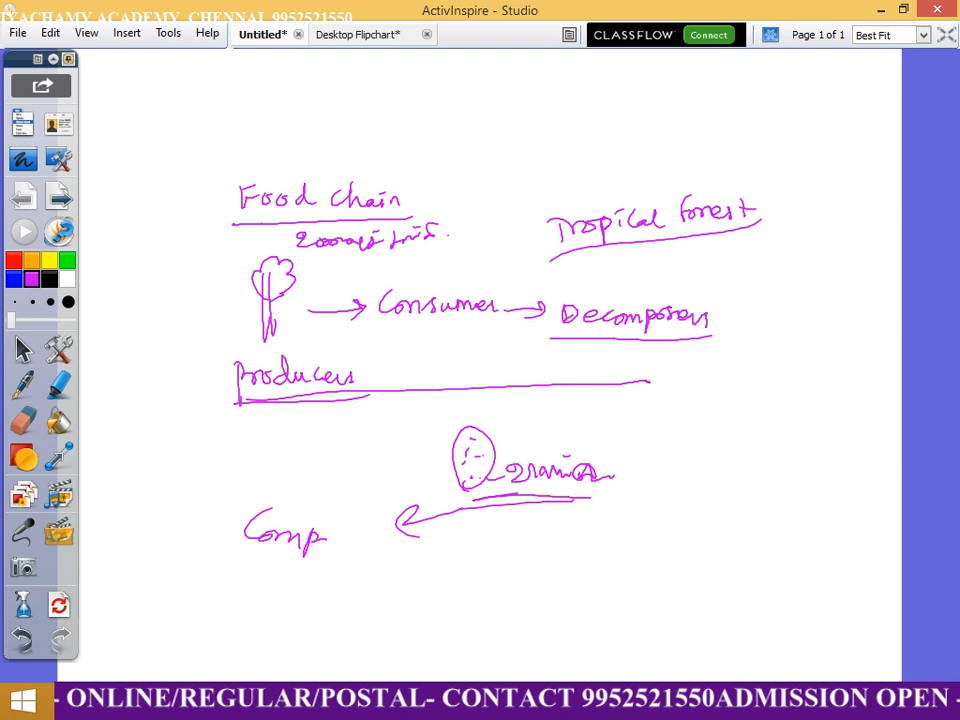 IYACHAMY ACADEMY, CHENNAI 9952521550
ActivInspire - Studio
File Edit View Insert Tools Help
Untitled* Desktop Flipchart*
CLASSFLOW Connect
Page 1 of 1 Best Fit
Food Chain
Tropical forest
Consumer
Decomposers
Producers
Comp
- ONLINE/REGULAR/POSTAL- CONTACT 9952521550ADMISSION OPEN -